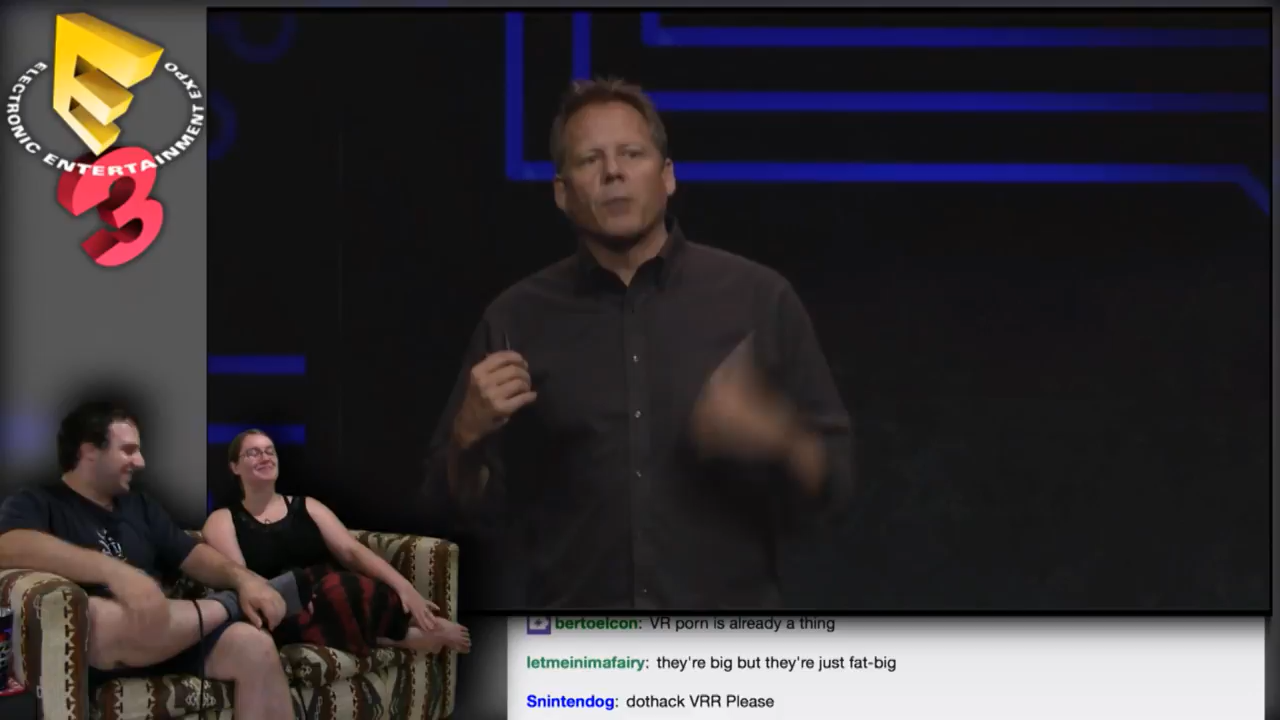 E
ELECTRONIC ENTERTAINMENT EXPO
3
bertoelcon: VR porn is already a thing
letmeinimafairy: they're big but they're just fat-big
Snintendog: dothack VRR Please